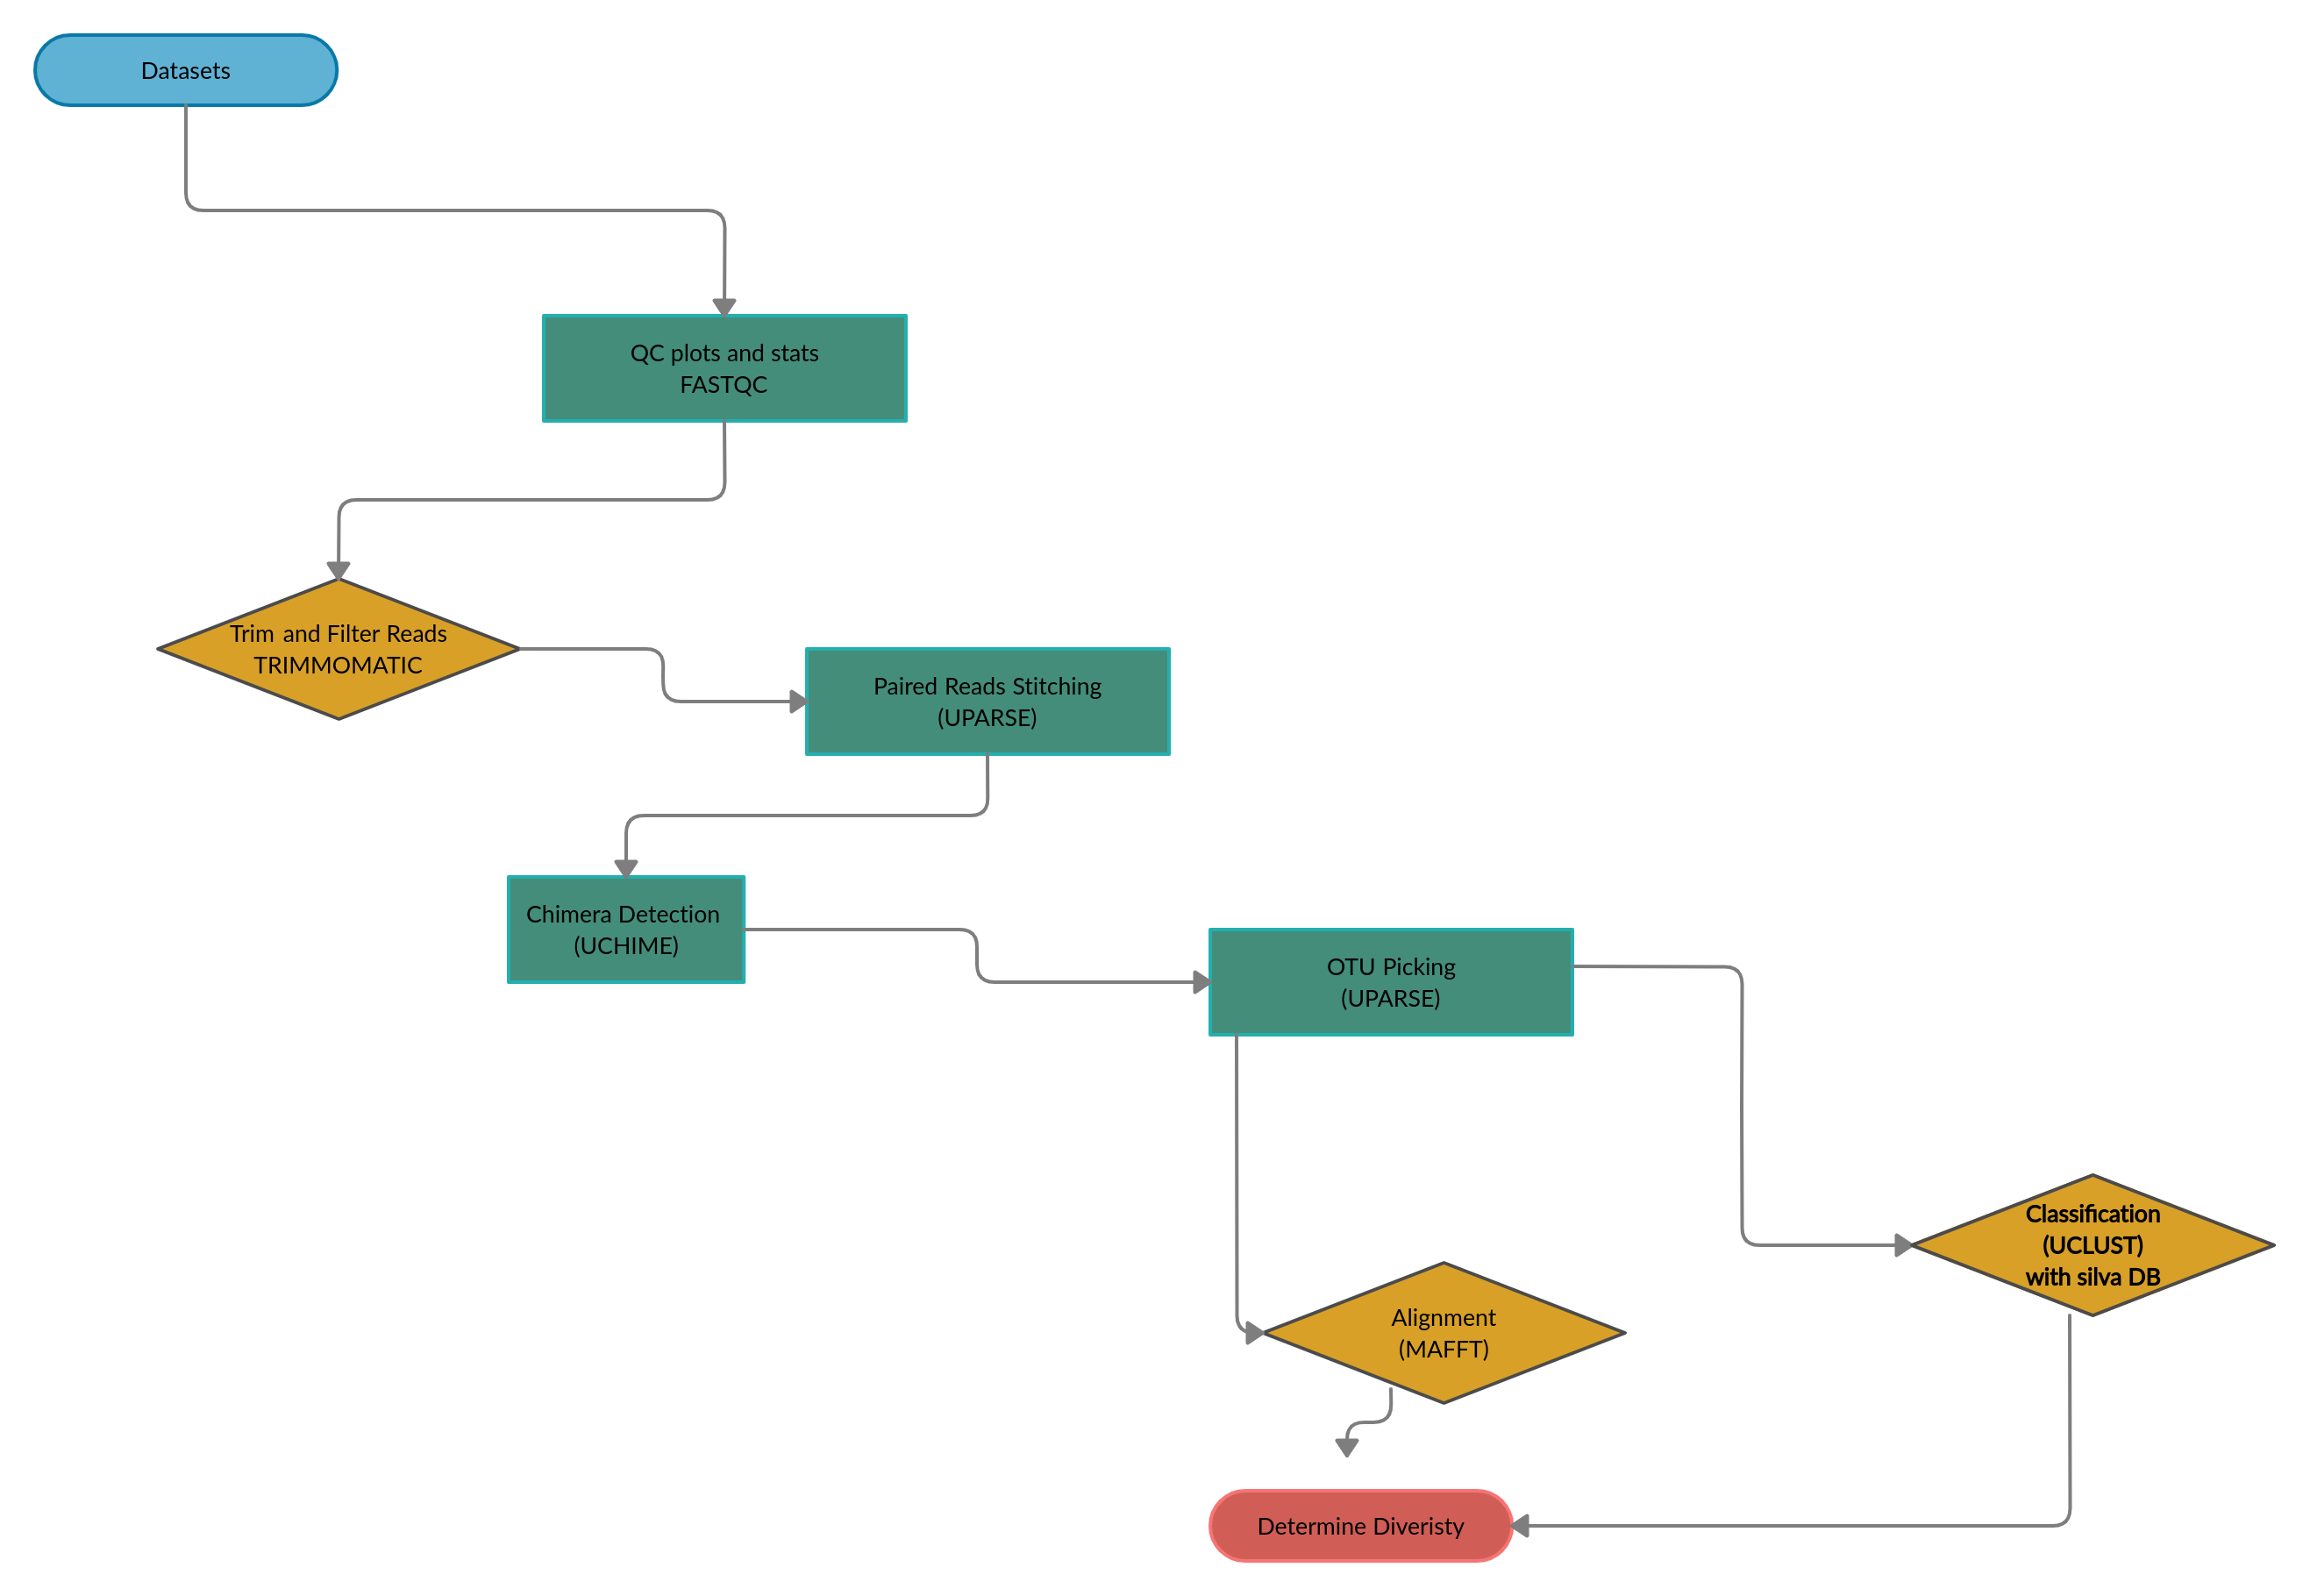 Datasets
QC plots and stats
FASTQC
Trim and Filter Reads
TRIMMOMATIC
Paired Reads Stitching
(UPARSE)
Chimera Detection
(UCHIME)
OTU Picking
(UPARSE)
Classification
(UCLUST)
with silva DB
Alignment
(MAFFT)
Determine Diveristy